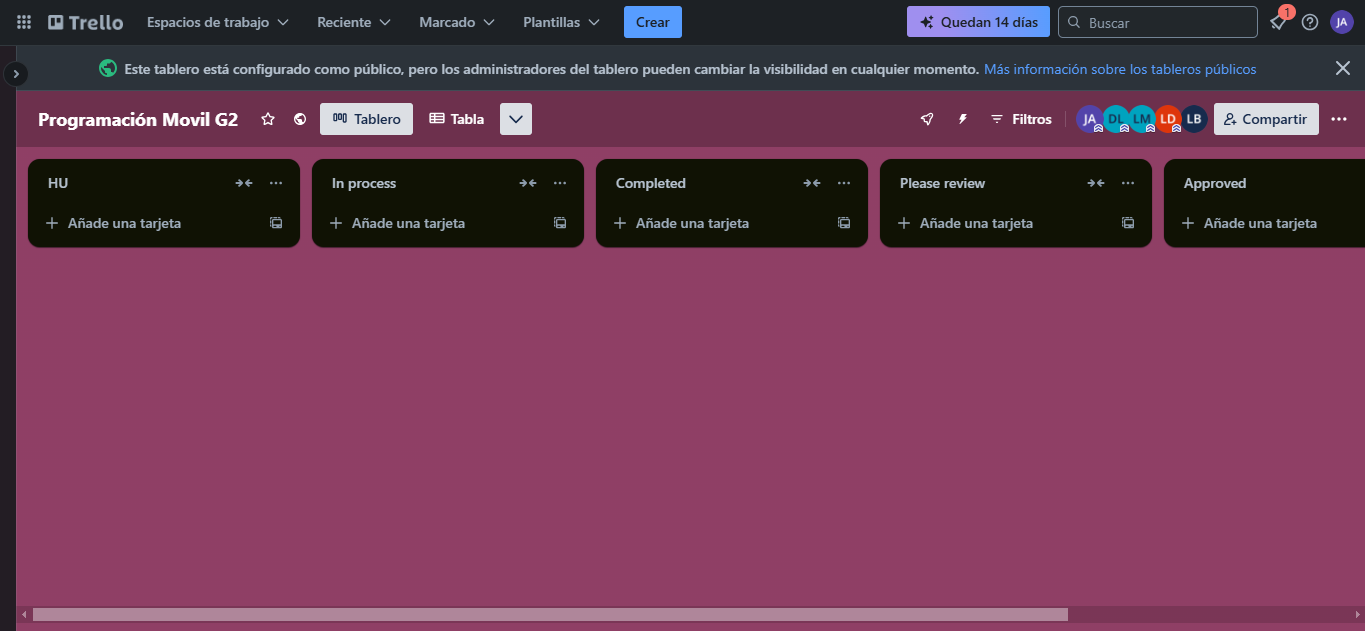 Trello Espacios de trabajo Reciente Marcado Plantillas Crear Quedan 14 días Buscar 1 JA
Este tablero está configurado como público, pero los administradores del tablero pueden cambiar la visibilidad en cualquier momento. Más información sobre los tableros públicos
Programación Movil G2 Tablero Tabla Filtros JA DL LM LD LB Compartir
HU In process Completed Please review Approved
Añade una tarjeta Añade una tarjeta Añade una tarjeta Añade una tarjeta Añade una tarjeta